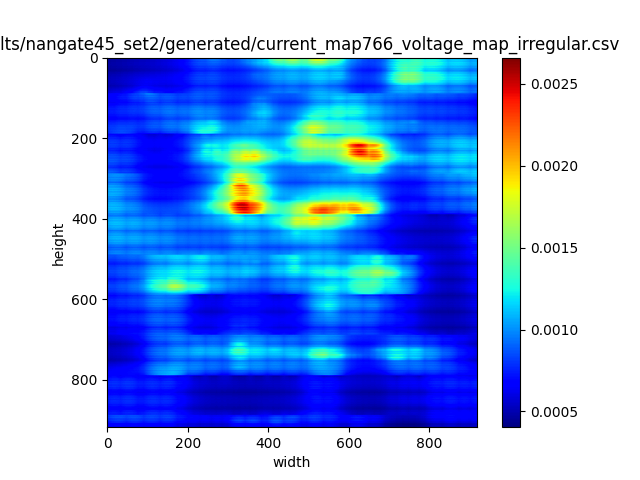 lts/nangate45_set2/generated/current_map766_voltage_map_irregular.csv
0
200
400
600
800
height
0 200 400 600 800
width
0.0025
0.0020
0.0015
0.0010
0.0005